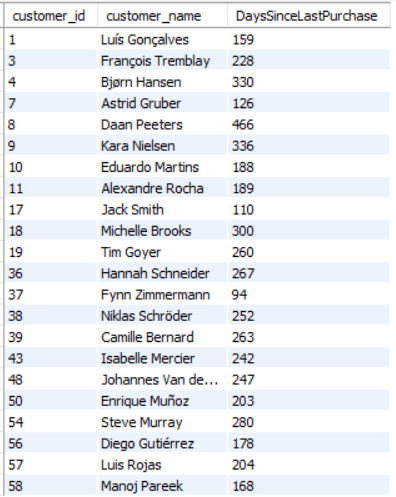 customer_id customer_name DaysSinceLastPurchase
1 Luís Gonçalves 159
3 François Tremblay 228
4 Bjørn Hansen 330
7 Astrid Gruber 126
8 Daan Peeters 466
9 Kara Nielsen 336
10 Eduardo Martins 188
11 Alexandre Rocha 189
17 Jack Smith 110
18 Michelle Brooks 300
19 Tim Goyer 260
36 Hannah Schneider 267
37 Fynn Zimmermann 94
38 Niklas Schröder 252
39 Camille Bernard 263
43 Isabelle Mercier 242
48 Johannes Van de... 247
50 Enrique Muñoz 203
54 Steve Murray 280
56 Diego Gutiérrez 178
57 Luis Rojas 204
58 Manoj Pareek 168